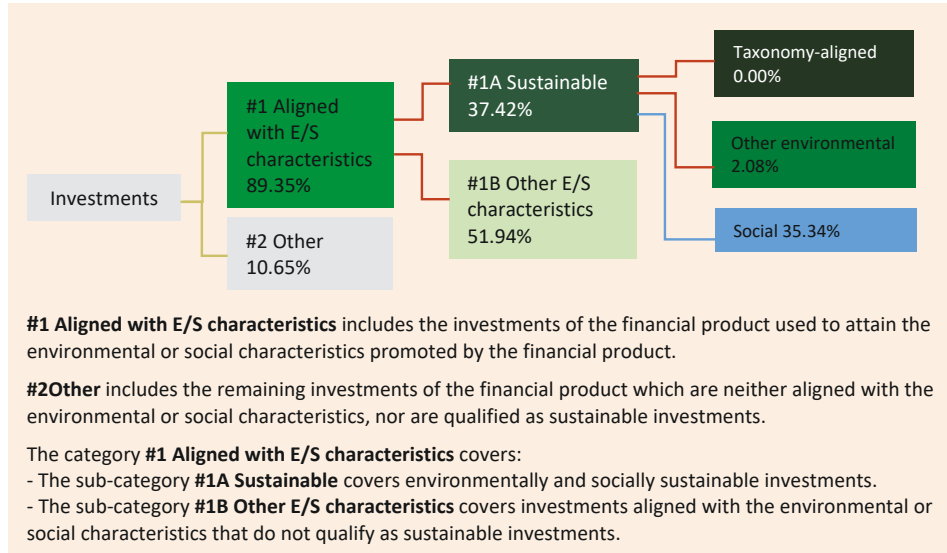 Investments
#1 Aligned
with E/S
characteristics
89.35%
#2 Other
10.65%
#1A Sustainable
37.42%
#1B Other E/S
characteristics
51.94%
Taxonomy-aligned
0.00%
Other environmental
2.08%
Social 35.34%
#1 Aligned with E/S characteristics includes the investments of the financial product used to attain the
environmental or social characteristics promoted by the financial product.
#2Other includes the remaining investments of the financial product which are neither aligned with the
environmental or social characteristics, nor are qualified as sustainable investments.
The category #1 Aligned with E/S characteristics covers:
- The sub-category #1A Sustainable covers environmentally and socially sustainable investments.
- The sub-category #1B Other E/S characteristics covers investments aligned with the environmental or
social characteristics that do not qualify as sustainable investments.